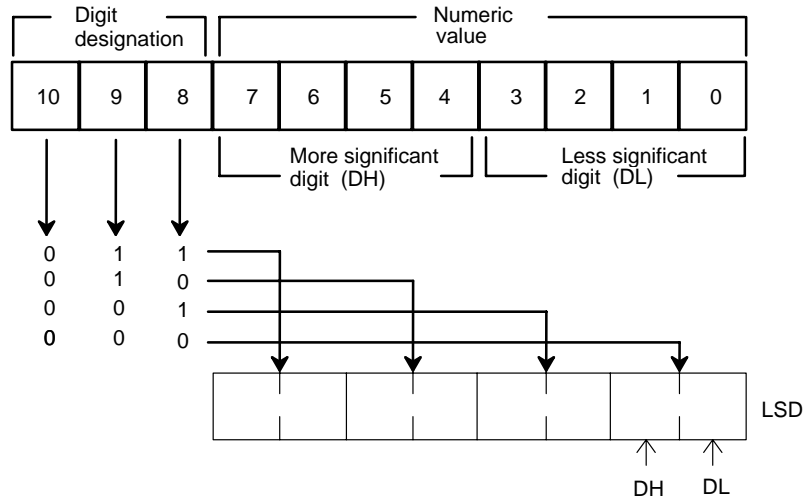 Digit
designation
Numeric
value
10 9 8 7 6 5 4 3 2 1 0
More significant
digit (DH)
Less significant
digit (DL)
0 1 1
0 1 0
0 0 1
0 0 0
LSD
DH DL